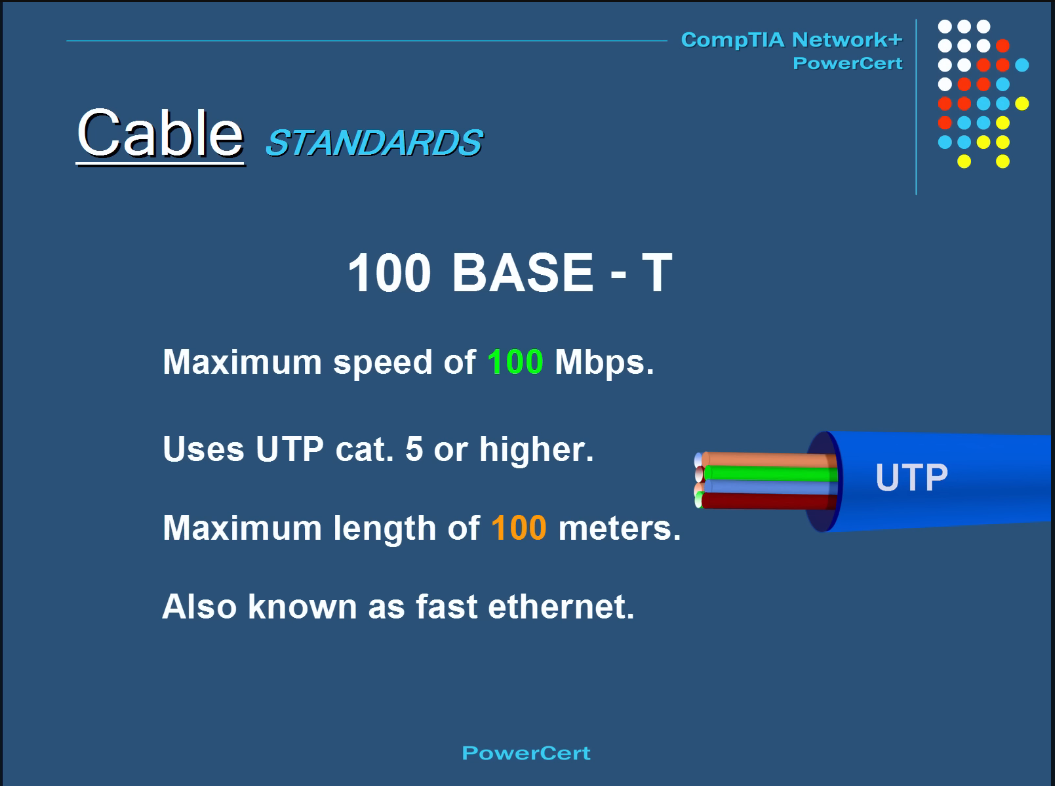 CompTIA Network+
PowerCert
Cable STANDARDS
100 BASE - T
Maximum speed of 100 Mbps.
Uses UTP cat. 5 or higher.
UTP
Maximum length of 100 meters.
Also known as fast ethernet.
PowerCert